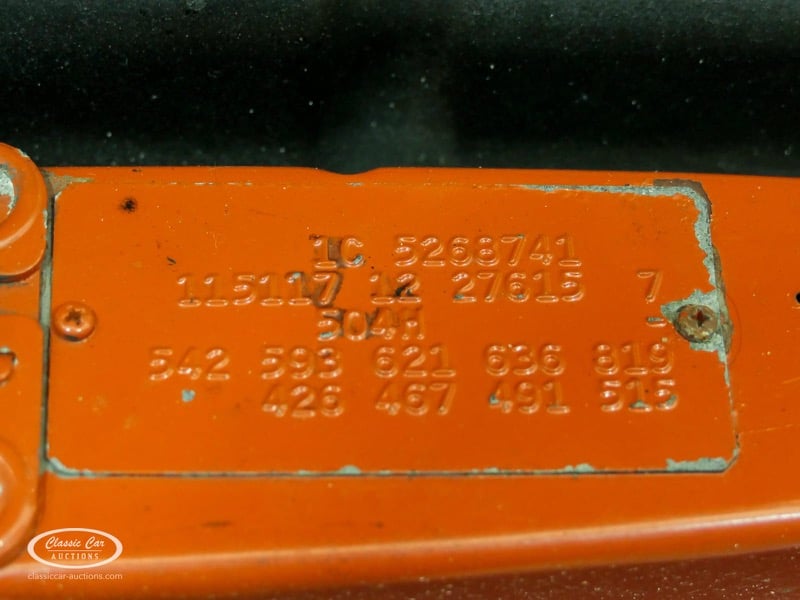 1C 5268741
115117 12 27615 7
504H -
542 593 621 636 819
426 467 491 515
Classic Car
AUCTIONS
classiccar-auctions.com